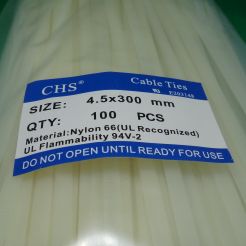 CHS® Cable Ties
E203148
SIZE: 4.5x300 mm
QTY: 100 PCS
Material:Nylon 66(UL Recognized)
UL Flammability 94V-2
DO NOT OPEN UNTIL READY FOR USE